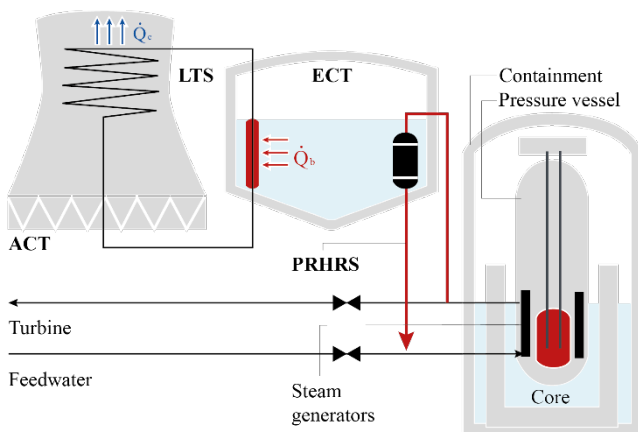 Q̇c
LTS
ECT
Containment
Pressure vessel
Q̇b
ACT
PRHRS
Turbine
Feedwater
Steam
generators
Core